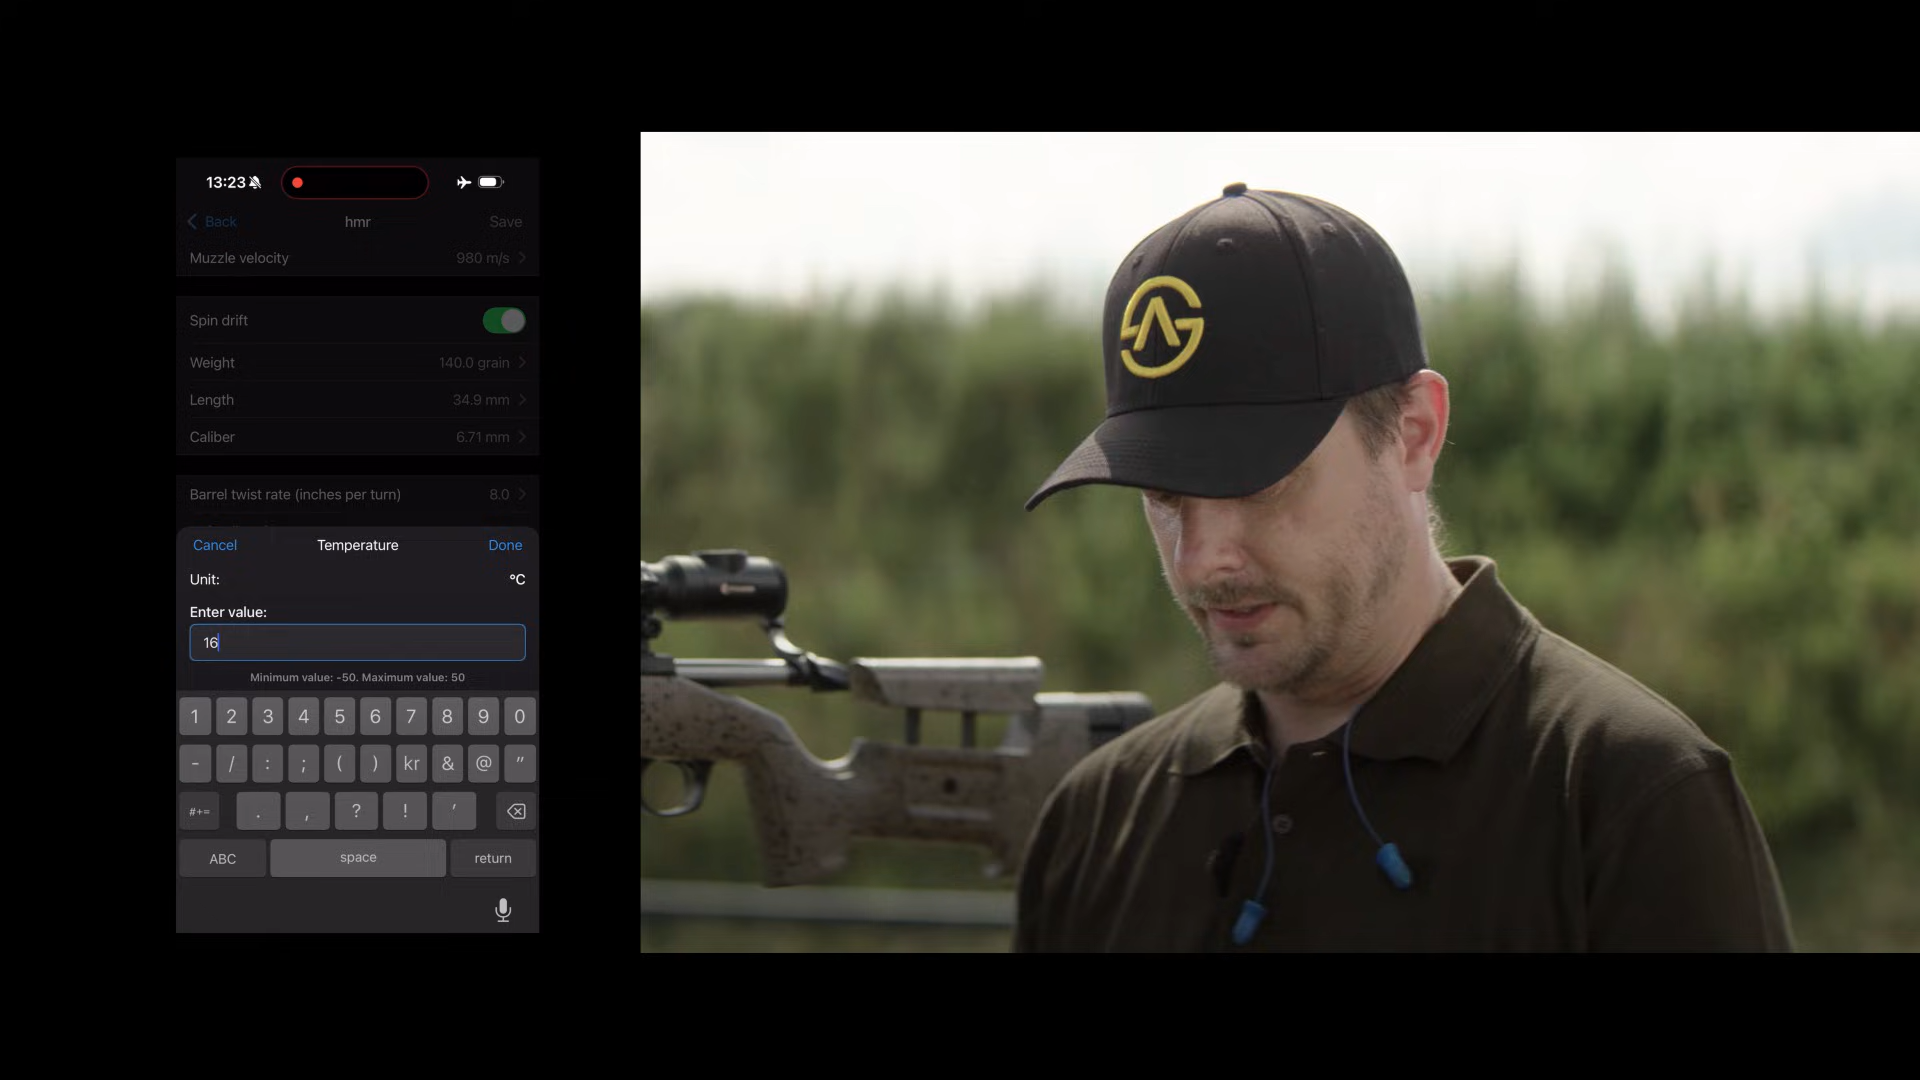 13:23
Back hmr Save
Muzzle velocity 980 m/s
Spin drift
Weight 140.0 grain
Length 34.9 mm
Caliber 6.71 mm
Barrel twist rate (inches per turn) 8.0
Cancel Temperature Done
Unit: °C
Enter value:
16
Minimum value: -50. Maximum value: 50
1 2 3 4 5 6 7 8 9 0
- / : ; ( ) kr & @ "
#+= . , ? ! '
ABC space return